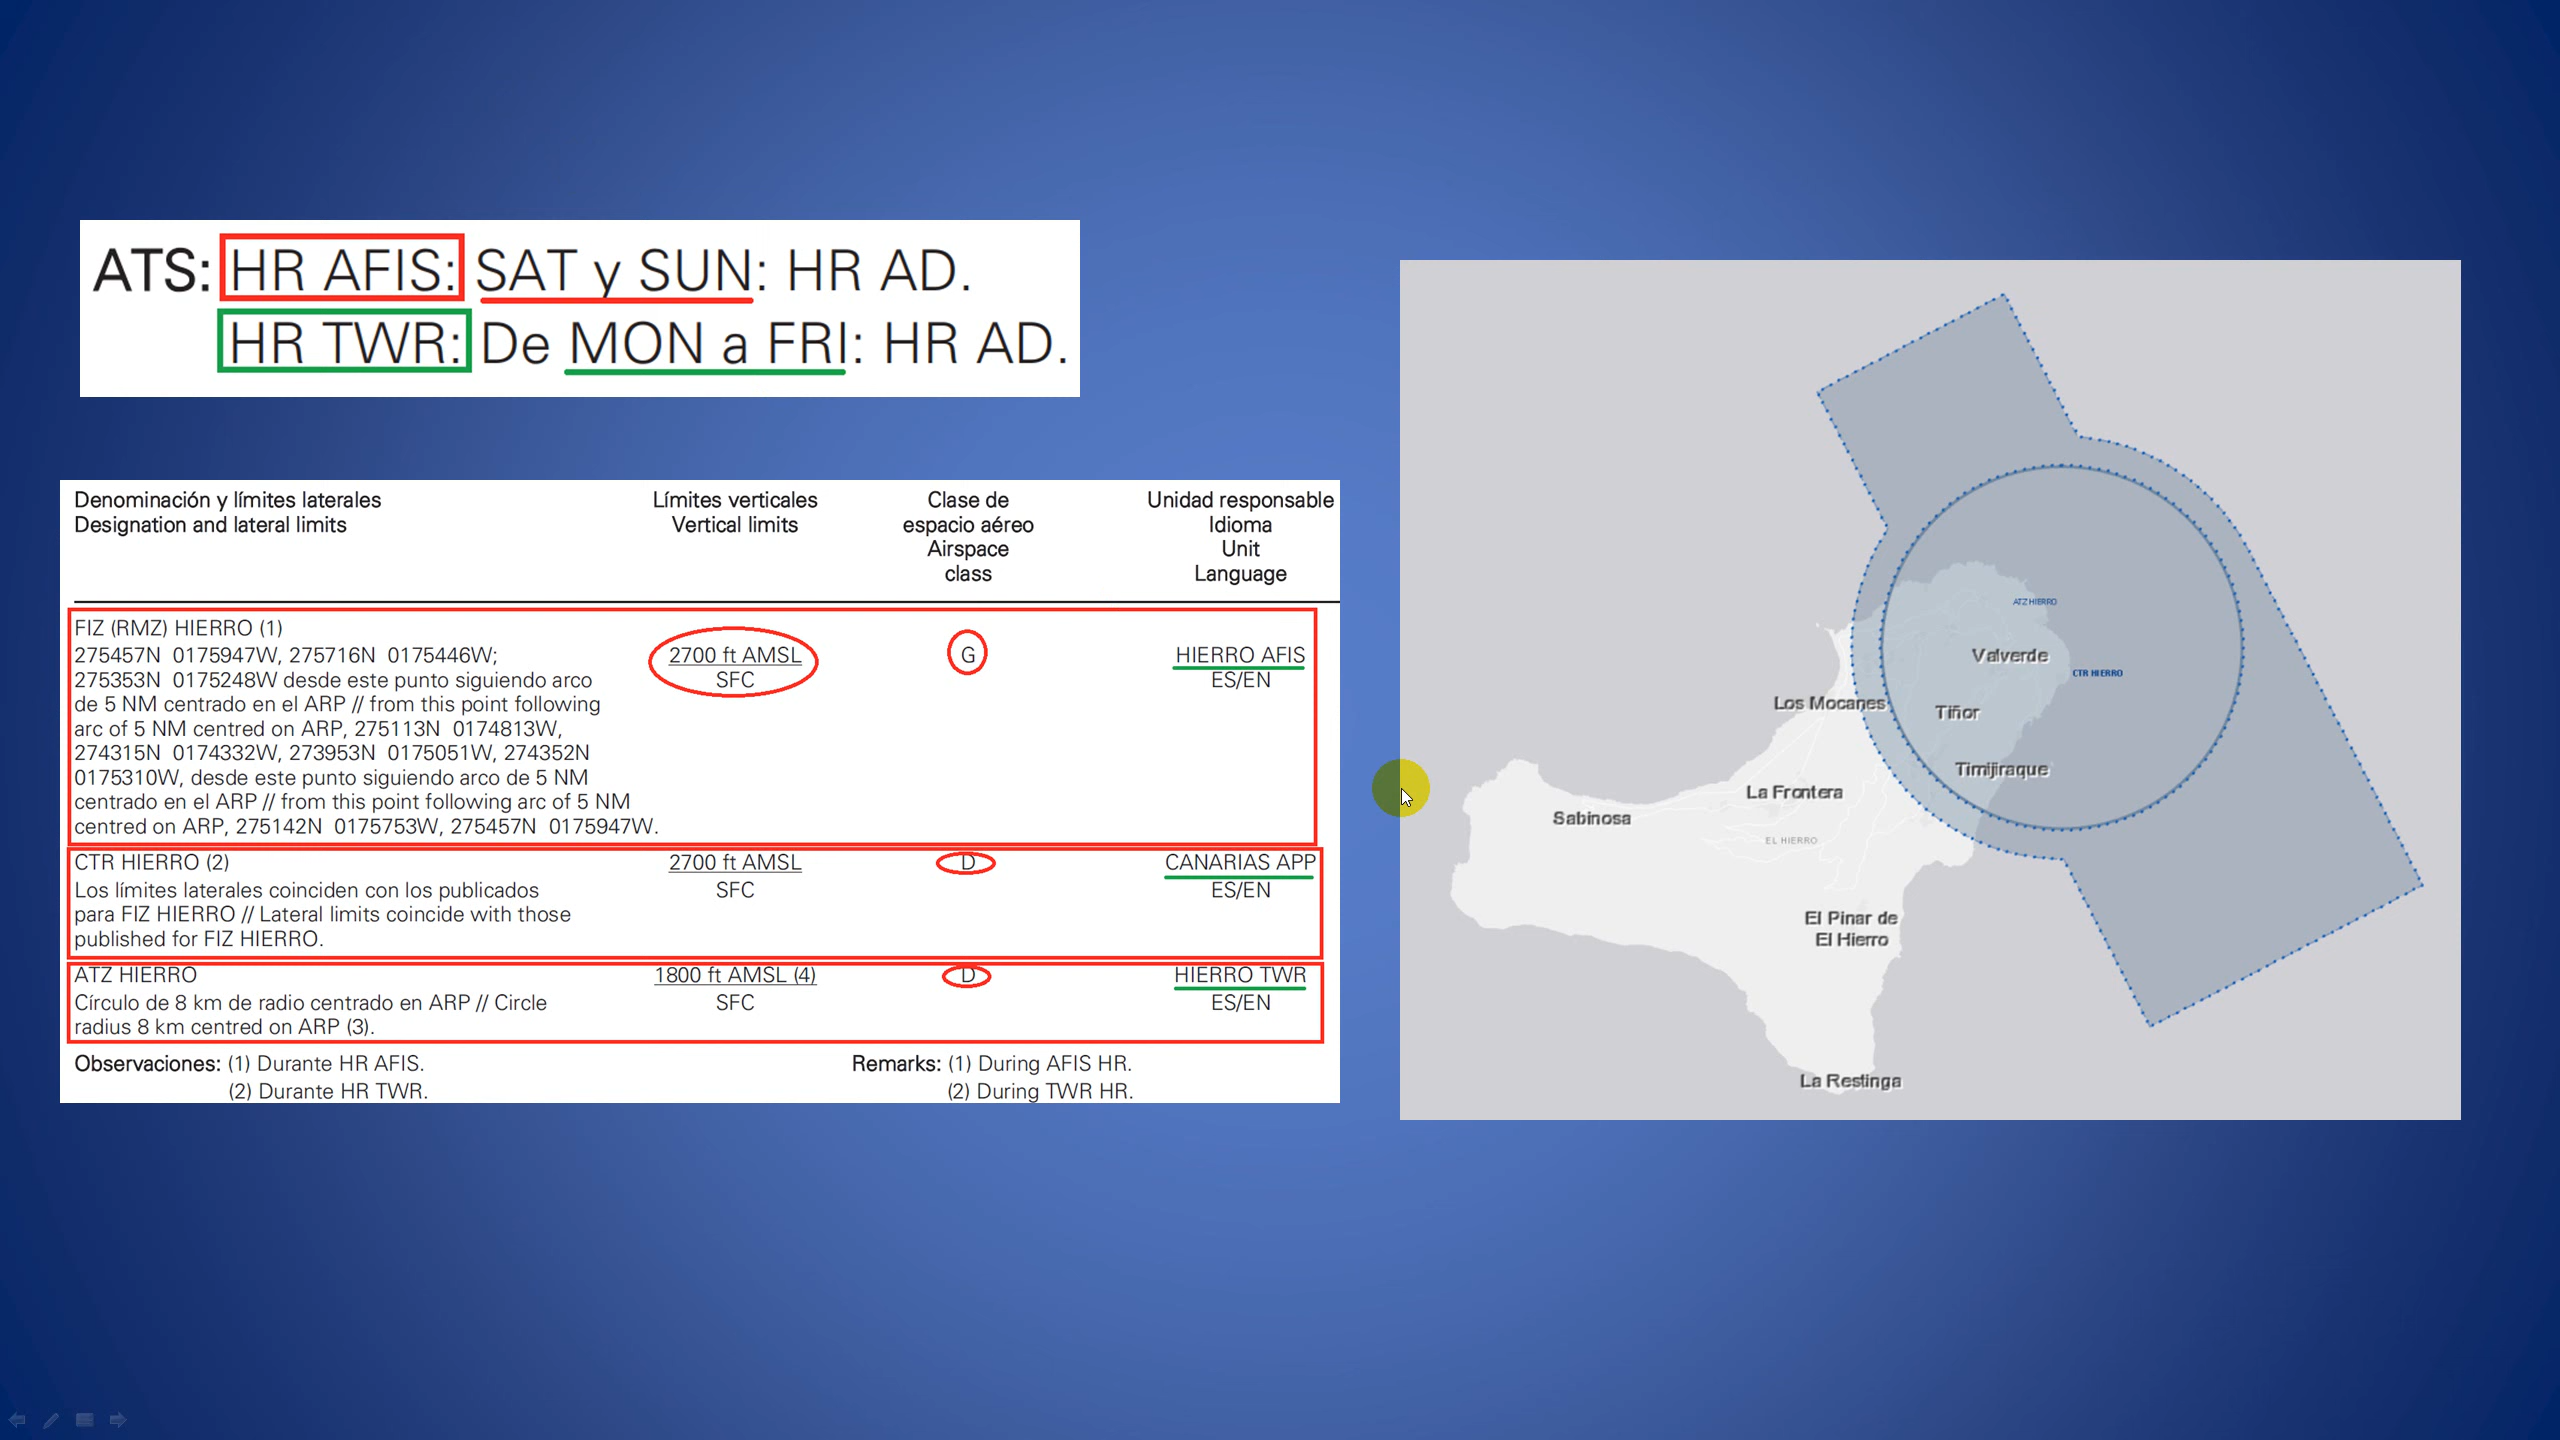 ATS: HR AFIS: SAT y SUN: HR AD.
HR TWR: De MON a FRI: HR AD.
Denominación y límites laterales
Designation and lateral limits
Límites verticales
Vertical limits
Clase de
espacio aéreo
Airspace
class
Unidad responsable
Idioma
Unit
Language
FIZ (RMZ) HIERRO (1)
275457N 0175947W, 275716N 0175446W;
275353N 0175248W desde este punto siguiendo arco
de 5 NM centrado en el ARP // from this point following
arc of 5 NM centred on ARP, 275113N 0174813W,
274315N 0174332W, 273953N 0175051W, 274352N
0175310W, desde este punto siguiendo arco de 5 NM
centrado en el ARP // from this point following arc of 5 NM
centred on ARP, 275142N 0175753W, 275457N 0175947W.
2700 ft AMSL
SFC
G
HIERRO AFIS
ES/EN
CTR HIERRO (2)
Los límites laterales coinciden con los publicados
para FIZ HIERRO // Lateral limits coincide with those
published for FIZ HIERRO.
2700 ft AMSL
SFC
D
CANARIAS APP
ES/EN
ATZ HIERRO
Círculo de 8 km de radio centrado en ARP // Circle
radius 8 km centred on ARP (3).
1800 ft AMSL (4)
SFC
D
HIERRO TWR
ES/EN
Observaciones: (1) Durante HR AFIS.
(2) Durante HR TWR.
Remarks: (1) During AFIS HR.
(2) During TWR HR.
ATZ HIERRO
Valverde
CTR HIERRO
Los Mocanes
Tiñor
Timijiraque
La Frontera
Sabinosa
EL HIERRO
El Pinar de
El Hierro
La Restinga